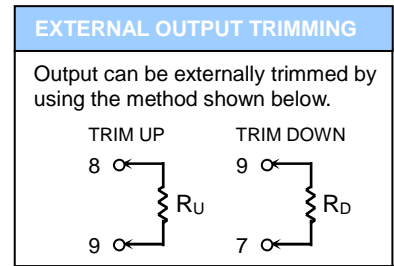 EXTERNAL OUTPUT TRIMMING
Output can be externally trimmed by
using the method shown below.
TRIM UP TRIM DOWN
8 9
RU RD
9 7